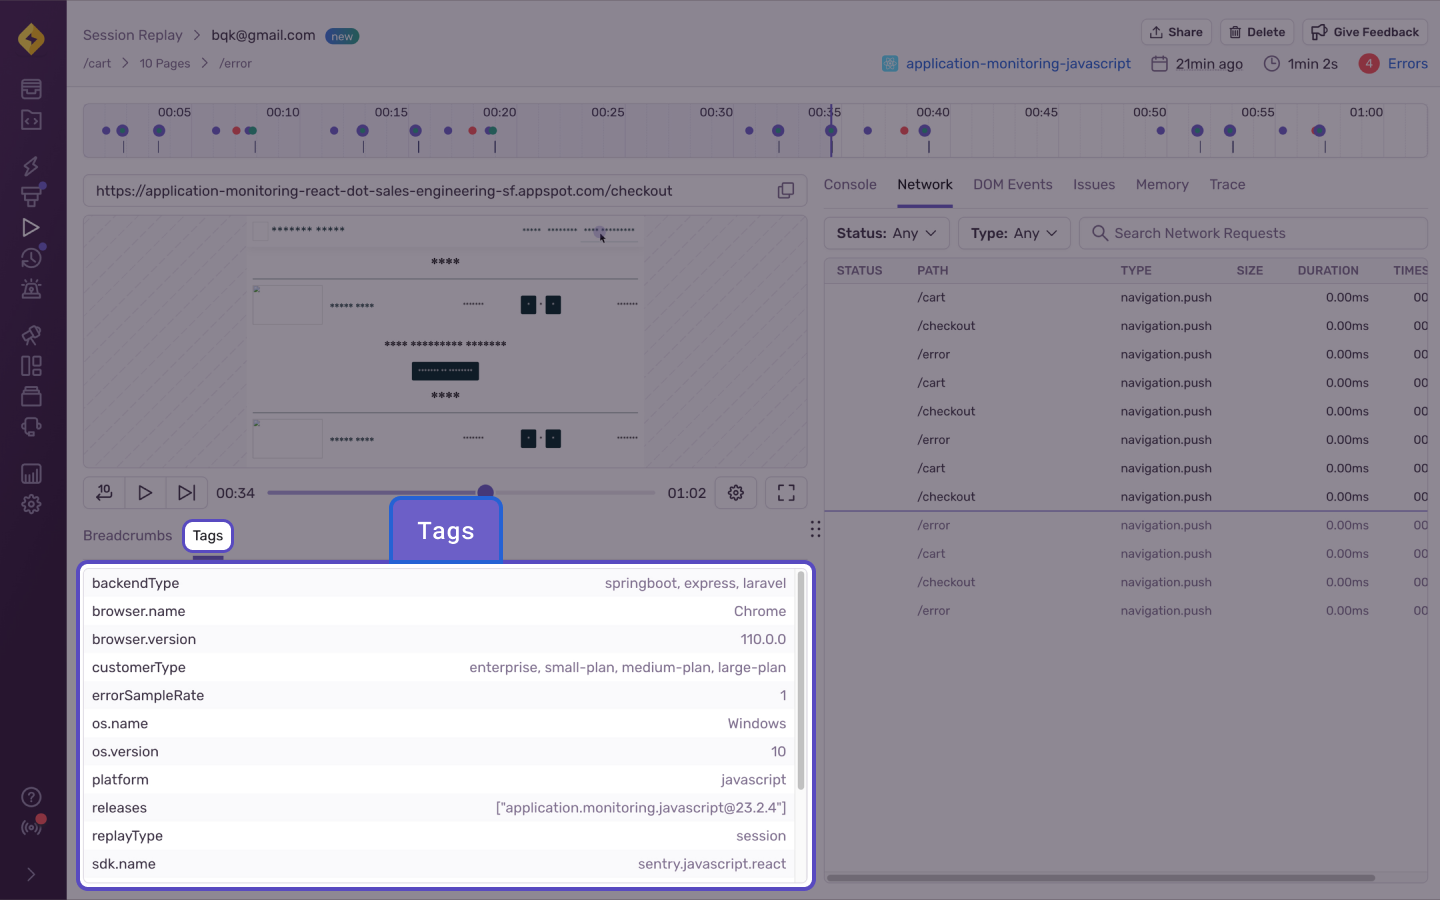 Session Replay > bqk@gmail.com new
Share Delete Give Feedback
/cart > 10 Pages > /error
application-monitoring-javascript 21min ago 1min 2s 4 Errors
00:05 00:10 00:15 00:20 00:25 00:30 00:35 00:40 00:45 00:50 00:55 01:00
https://application-monitoring-react-dot-sales-engineering-sf.appspot.com/checkout
Console Network DOM Events Issues Memory Trace
Status: Any Type: Any Search Network Requests
******* *****
***** ******** **************
****
***** **** ******* * * * *******
**** ********* *******
******* ** ********
****
***** **** ******* * * * *******
STATUS PATH TYPE SIZE DURATION TIMES
/cart navigation.push 0.00ms 00
/checkout navigation.push 0.00ms 00
/error navigation.push 0.00ms 00
/cart navigation.push 0.00ms 00
/checkout navigation.push 0.00ms 00
/error navigation.push 0.00ms 00
/cart navigation.push 0.00ms 00
/checkout navigation.push 0.00ms 00
/error navigation.push 0.00ms 00
/cart navigation.push 0.00ms 00
/checkout navigation.push 0.00ms 00
/error navigation.push 0.00ms 00
10 00:34 01:02
Breadcrumbs Tags
Tags
backendType springboot, express, laravel
browser.name Chrome
browser.version 110.0.0
customerType enterprise, small-plan, medium-plan, large-plan
errorSampleRate 1
os.name Windows
os.version 10
platform javascript
releases ["application.monitoring.javascript@23.2.4"]
replayType session
sdk.name sentry.javascript.react